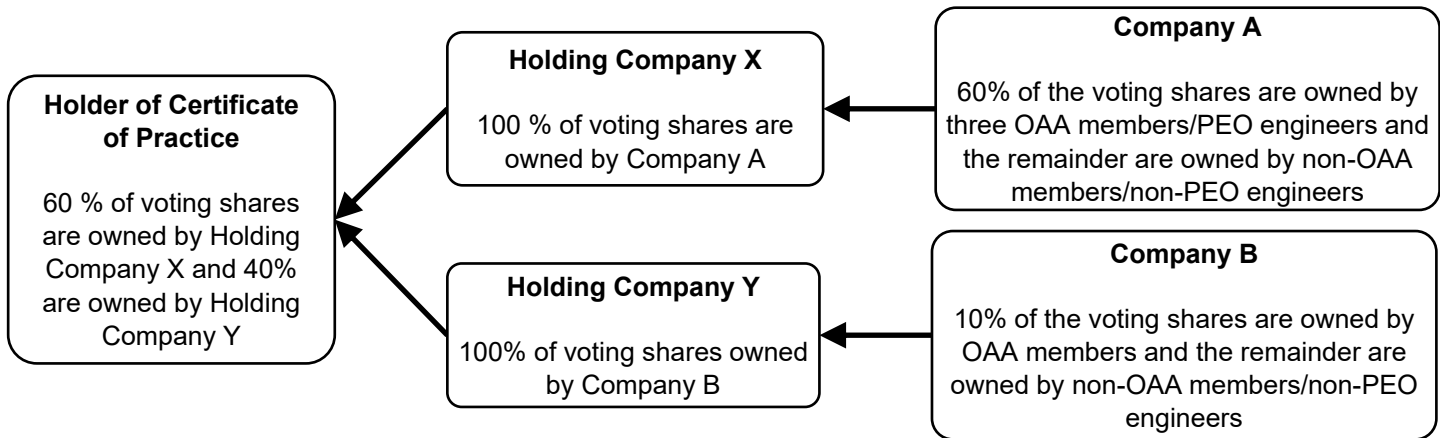 Holder of Certificate
of Practice
60 % of voting shares
are owned by Holding
Company X and 40%
are owned by Holding
Company Y
Holding Company X
100 % of voting shares are
owned by Company A
Company A
60% of the voting shares are owned by
three OAA members/PEO engineers and
the remainder are owned by non-OAA
members/non-PEO engineers
Holding Company Y
100% of voting shares owned
by Company B
Company B
10% of the voting shares are owned by
OAA members and the remainder are
owned by non-OAA members/non-PEO
engineers